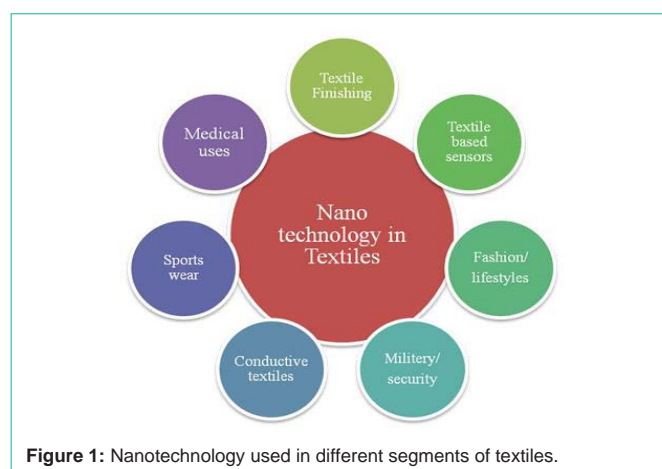 Textile
Finishing
Textile
based
sensors
Medical
uses
Nano
technology in
Textiles
Sports
wear
Fashion/
lifestyles
Conductive
textiles
Militery/
security
Figure 1: Nanotechnology used in different segments of textiles.